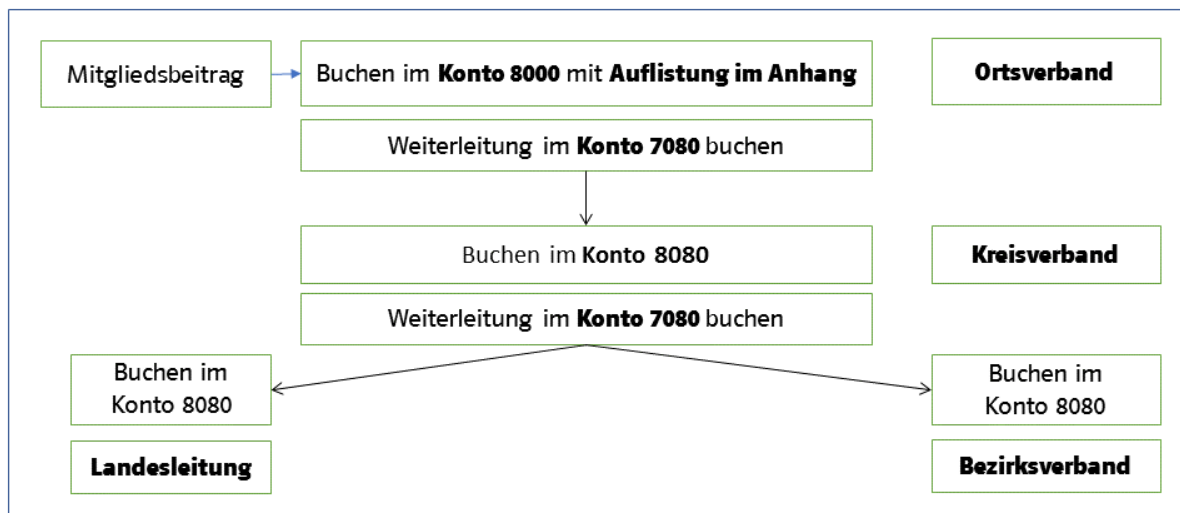 Mitgliedsbeitrag
Buchen im Konto 8000 mit Auflistung im Anhang
Ortsverband
Weiterleitung im Konto 7080 buchen
Buchen im Konto 8080
Kreisverband
Weiterleitung im Konto 7080 buchen
Buchen im
Konto 8080
Buchen im
Konto 8080
Landesleitung
Bezirksverband